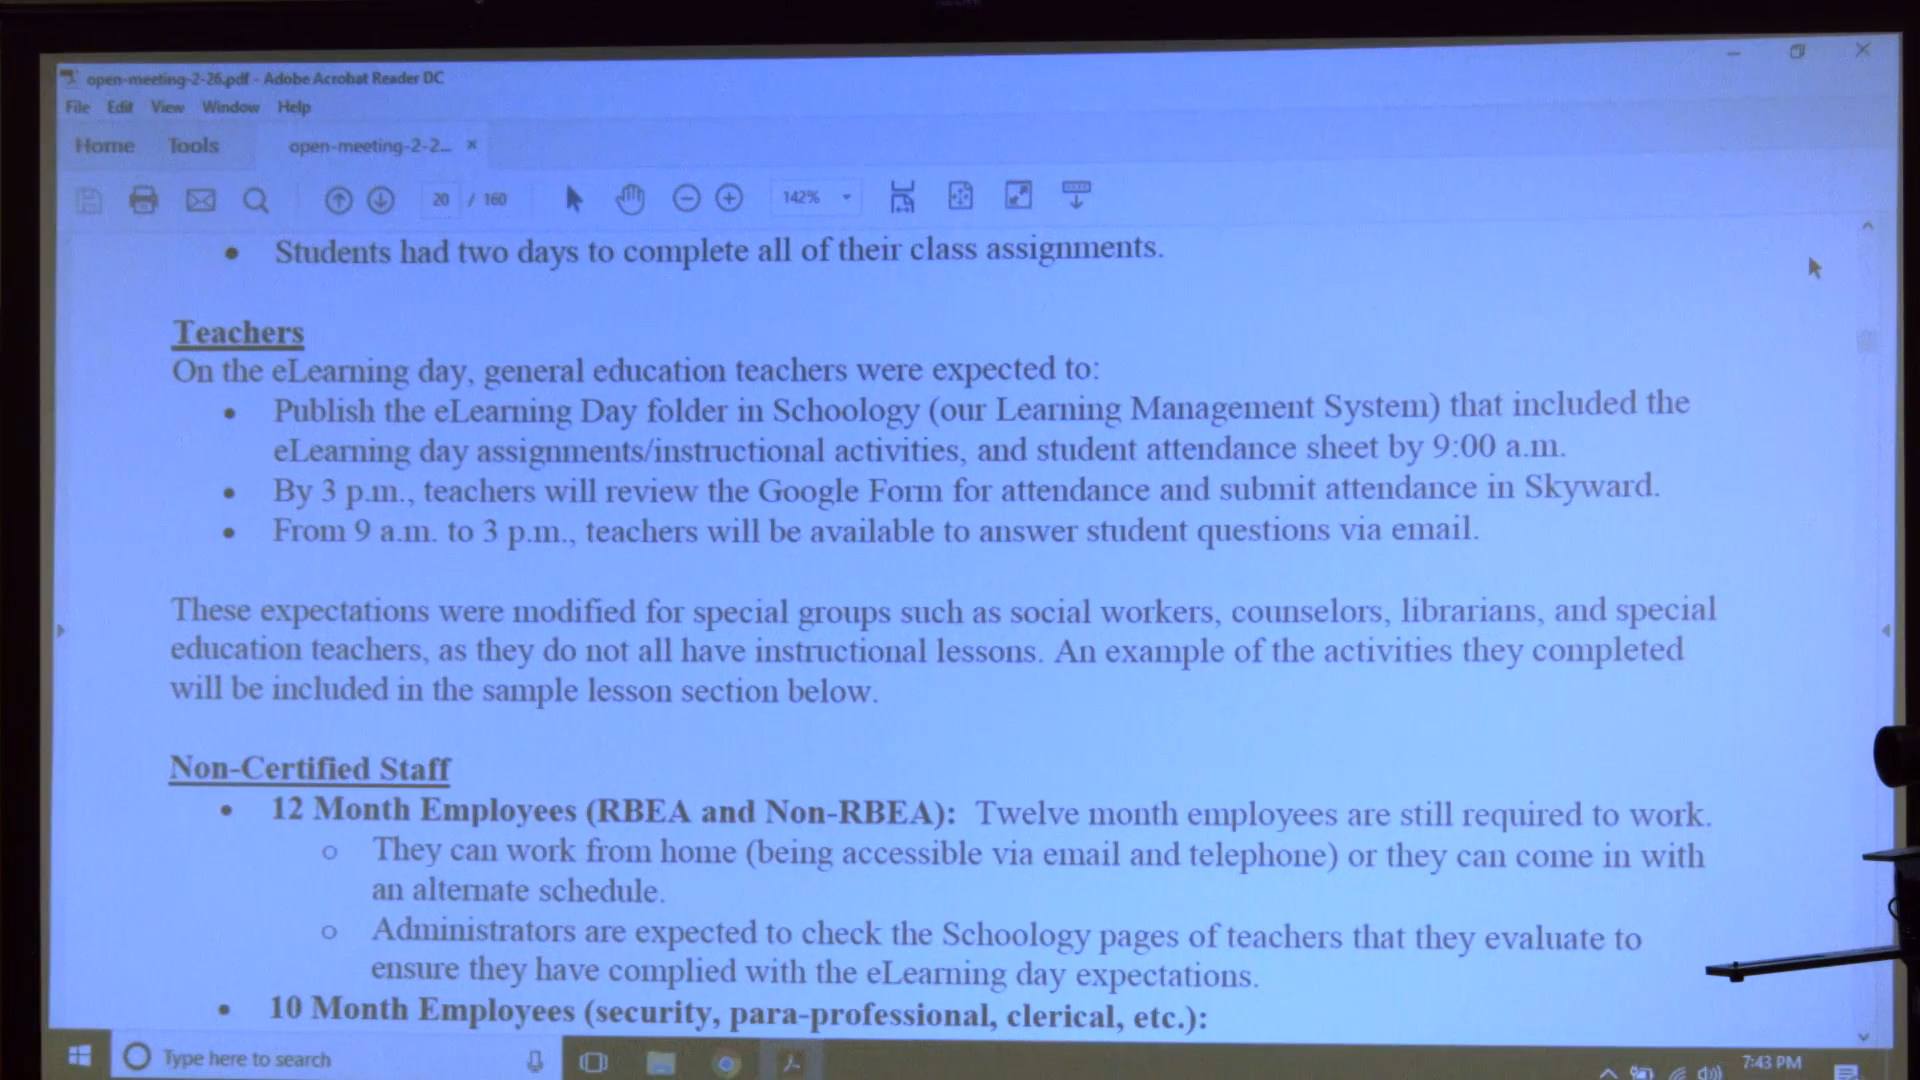 open-meeting-2-26.pdf - Adobe Acrobat Reader DC
File Edit View Window Help
Home Tools open-meeting-2-2... ×
20 / 160 142%
• Students had two days to complete all of their class assignments.
Teachers
On the eLearning day, general education teachers were expected to:
• Publish the eLearning Day folder in Schoology (our Learning Management System) that included the
eLearning day assignments/instructional activities, and student attendance sheet by 9:00 a.m.
• By 3 p.m., teachers will review the Google Form for attendance and submit attendance in Skyward.
• From 9 a.m. to 3 p.m., teachers will be available to answer student questions via email.
These expectations were modified for special groups such as social workers, counselors, librarians, and special
education teachers, as they do not all have instructional lessons. An example of the activities they completed
will be included in the sample lesson section below.
Non-Certified Staff
• 12 Month Employees (RBEA and Non-RBEA): Twelve month employees are still required to work.
o They can work from home (being accessible via email and telephone) or they can come in with
an alternate schedule.
o Administrators are expected to check the Schoology pages of teachers that they evaluate to
ensure they have complied with the eLearning day expectations.
• 10 Month Employees (security, para-professional, clerical, etc.):
Type here to search
7:43 PM